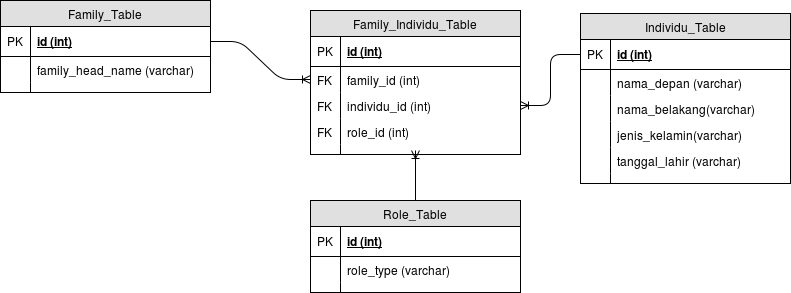 Family_Table
PK id (int)
family_head_name (varchar)
Family_Individu_Table
PK id (int)
FK family_id (int)
FK individu_id (int)
FK role_id (int)
Individu_Table
PK id (int)
nama_depan (varchar)
nama_belakang(varchar)
jenis_kelamin(varchar)
tanggal_lahir (varchar)
Role_Table
PK id (int)
role_type (varchar)